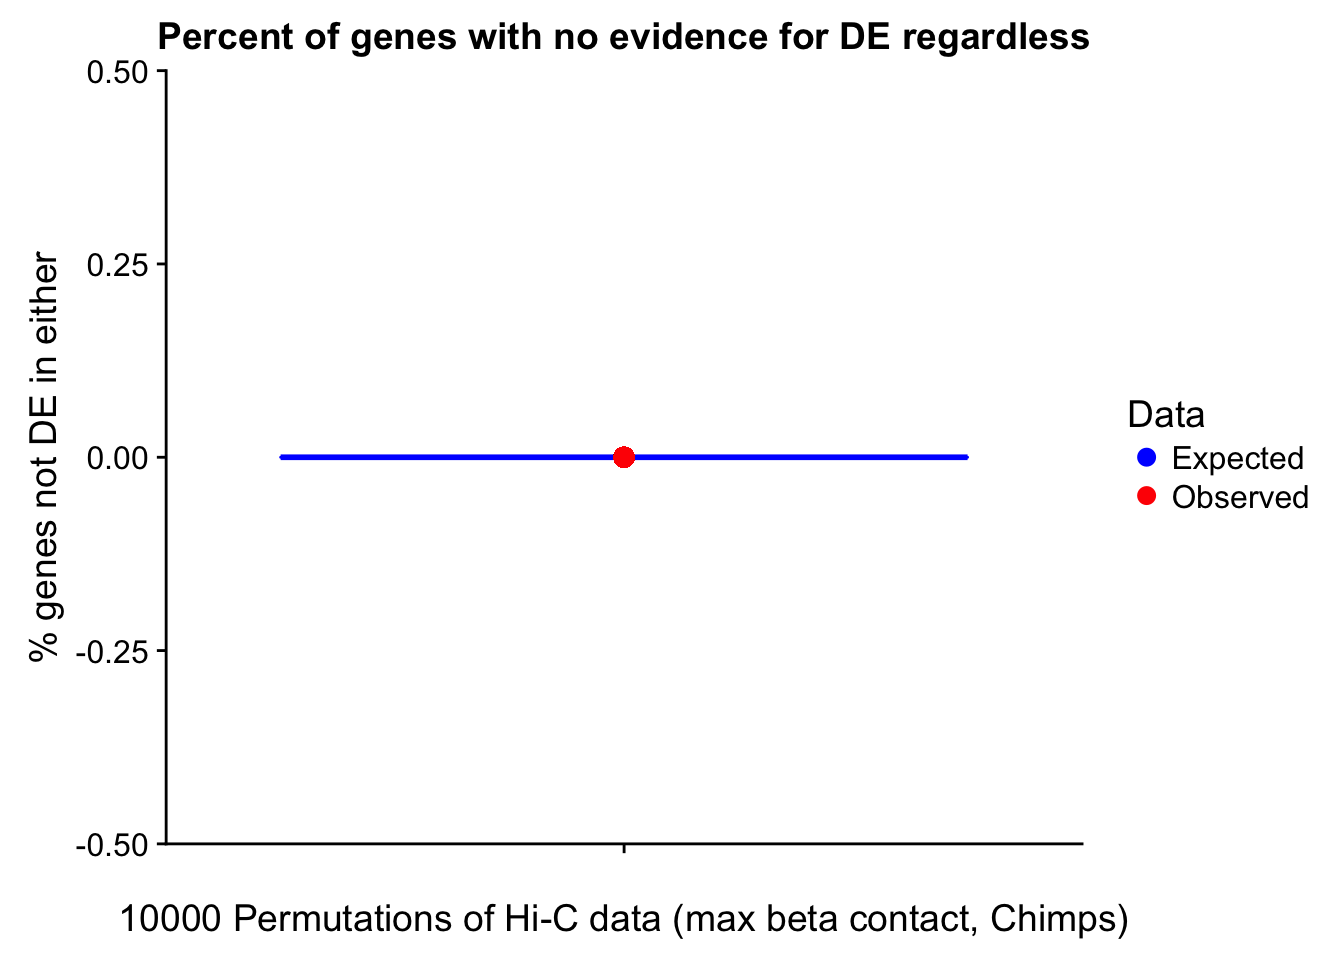 Percent of genes with no evidence for DE regardless
% genes not DE in either
0.50
0.25
0.00
-0.25
-0.50
10000 Permutations of Hi-C data (max beta contact, Chimps)
Data
Expected
Observed